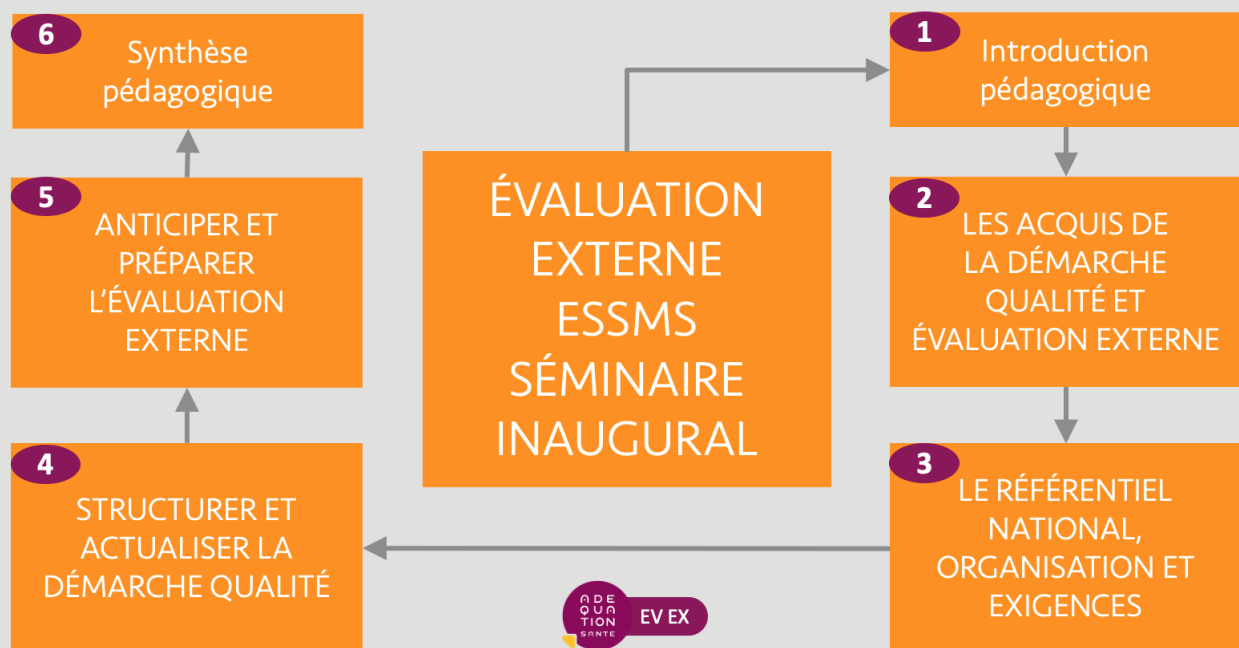 ÉVALUATION
EXTERNE
ESSMS
SÉMINAIRE
INAUGURAL
1
Introduction
pédagogique
2
LES ACQUIS DE
LA DÉMARCHE
QUALITÉ ET
ÉVALUATION EXTERNE
3
LE RÉFÉRENTIEL
NATIONAL,
ORGANISATION ET
EXIGENCES
4
STRUCTURER ET
ACTUALISER LA
DÉMARCHE QUALITÉ
5
ANTICIPER ET
PRÉPARER
L’ÉVALUATION
EXTERNE
6
Synthèse
pédagogique
ADE
QUA
TION
SANTE
EV EX